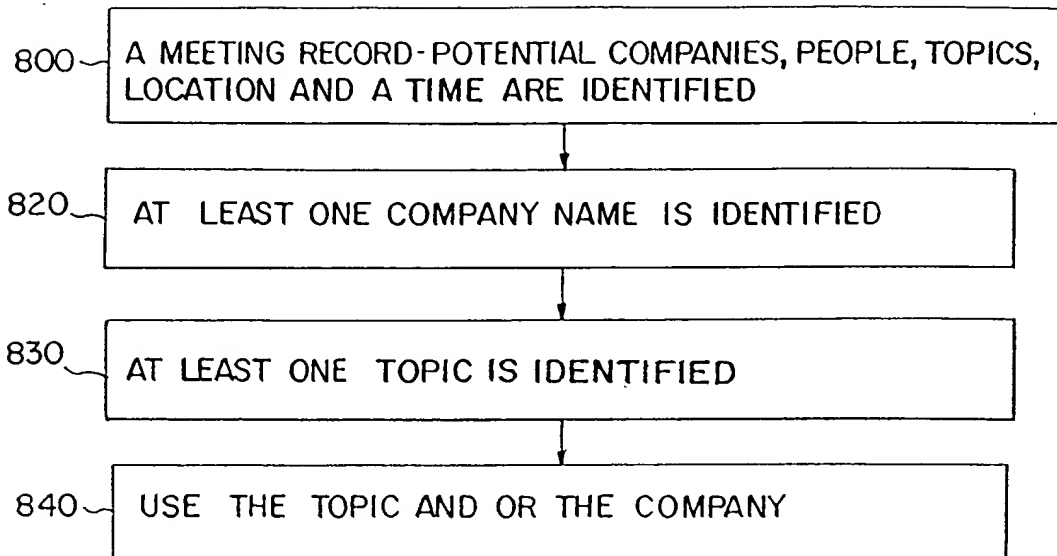 800
A MEETING RECORD-POTENTIAL COMPANIES, PEOPLE, TOPICS,
LOCATION AND A TIME ARE IDENTIFIED
820
AT LEAST ONE COMPANY NAME IS IDENTIFIED
830
AT LEAST ONE TOPIC IS IDENTIFIED
840
USE THE TOPIC AND OR THE COMPANY